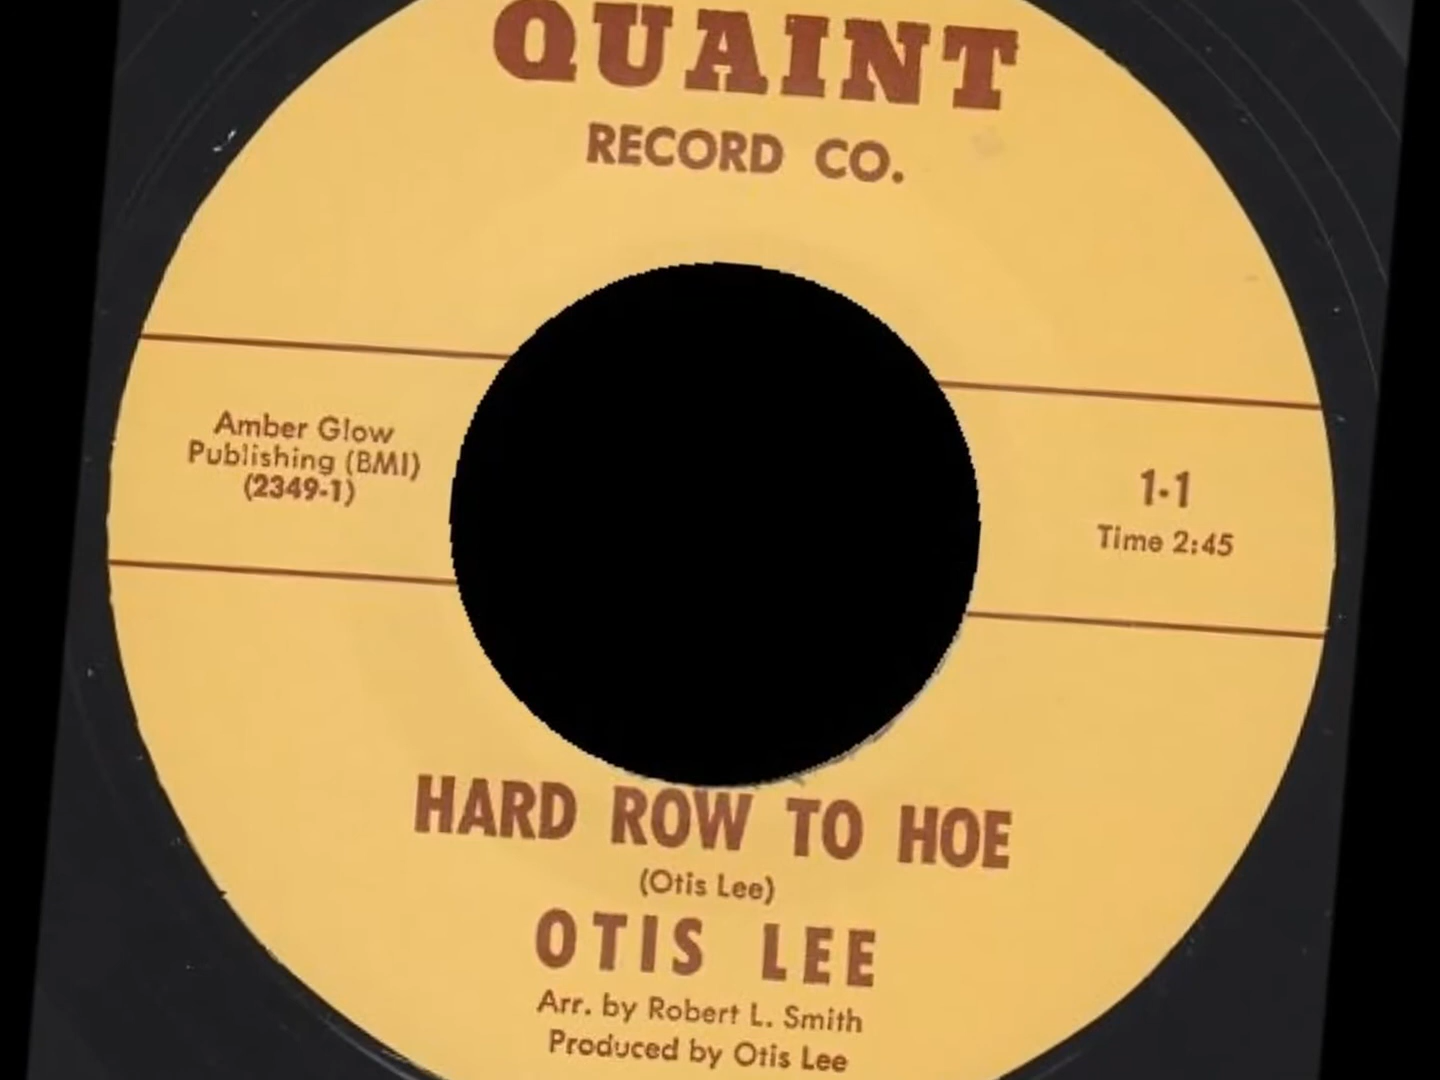 QUAINT
RECORD CO.
Amber Glow
Publishing (BMI)
(2349-1)
1-1
Time 2:45
HARD ROW TO HOE
(Otis Lee)
OTIS LEE
Arr. by Robert L. Smith
Produced by Otis Lee